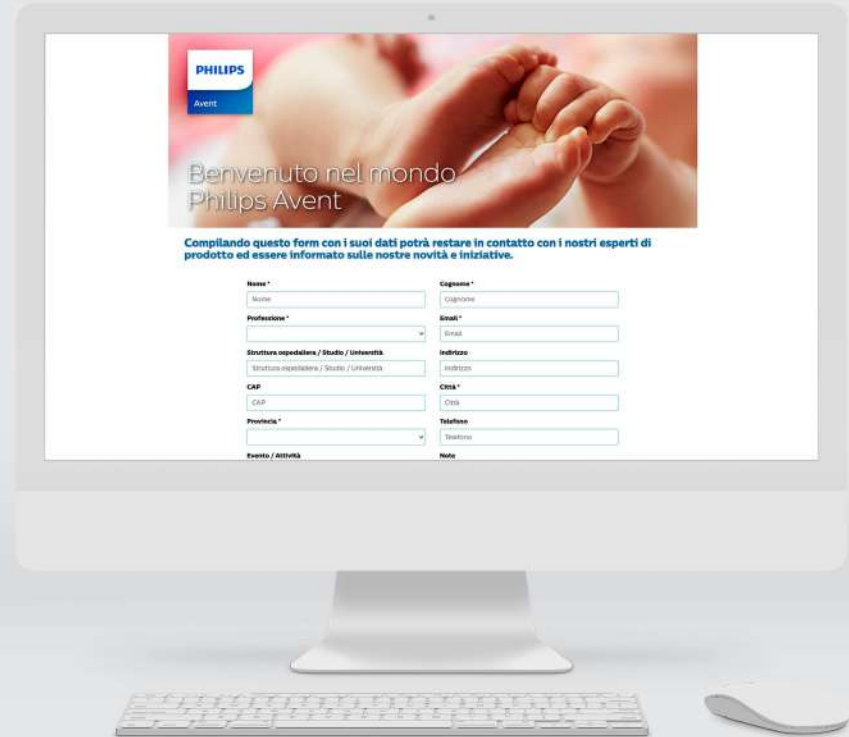 PHILIPS
Avent
Benvenuto nel mondo
Philips Avent
Compilando questo form con i suoi dati potrà restare in contatto con i nostri esperti di
prodotto ed essere informato sulle nostre novità e iniziative.
Nome * Cognome *
Nome Cognome
Professione * Email *
Email
Struttura ospedaliera / Studio / Università Indirizzo
Struttura ospedaliera / Studio / Università Indirizzo
CAP Città *
CAP Città
Provincia * Telefono
Telefono
Evento / Attività Note